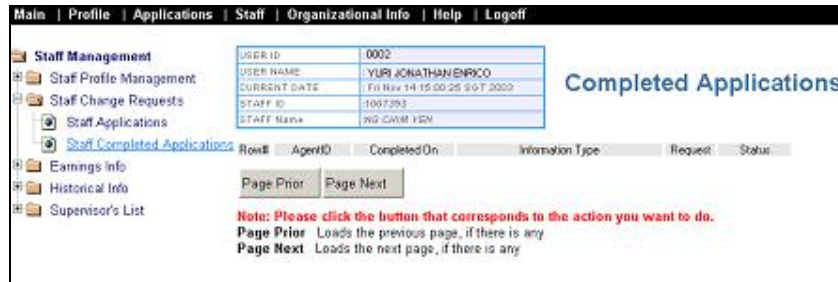 Main | Profile | Applications | Staff | Organizational Info | Help | Logoff
Staff Management
Staff Profile Management
Staff Change Requests
Staff Applications
Staff Completed Applications
Earnings Info
Historical Info
Supervisor's List
USER ID :0002
USER NAME :YURI JONATHAN ENRICO
CURRENT DATE :Fri Nov 14 15:00:25 SGT 2003
STAFF ID :1007393
STAFF Name :NG
Completed Applications
Row# AgentID Completed On Information Type Request Status
Page Prior Page Next
Note: Please click the button that corresponds to the action you want to do.
Page Prior Loads the previous page, if there is any
Page Next Loads the next page, if there is any